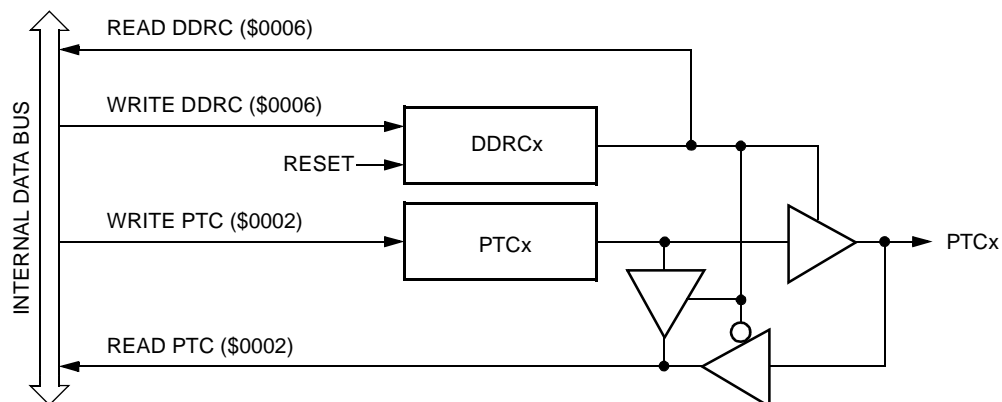 READ DDRC ($0006)
WRITE DDRC ($0006)
DDRCx
RESET
INTERNAL DATA BUS
WRITE PTC ($0002)
PTCx
PTCx
READ PTC ($0002)